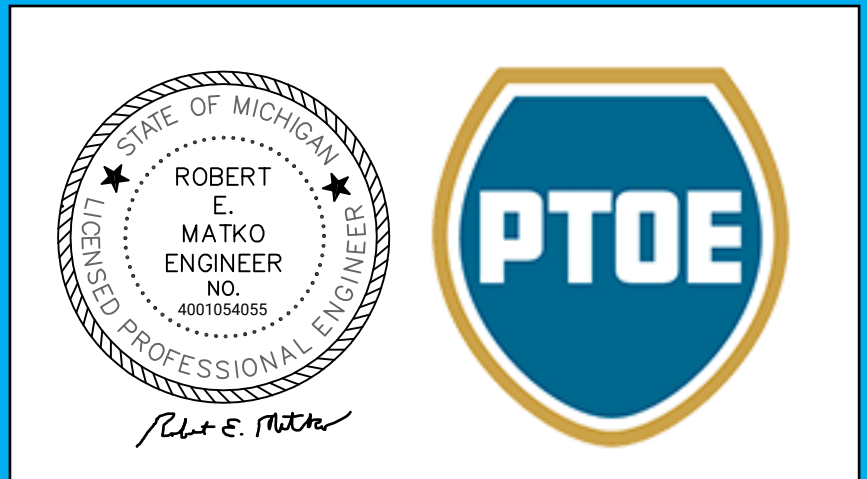 STATE OF MICHIGAN
ROBERT
E.
MATKO
ENGINEER
NO.
4001054055
LICENSED PROFESSIONAL ENGINEER
Robert E. Matko
PTOE